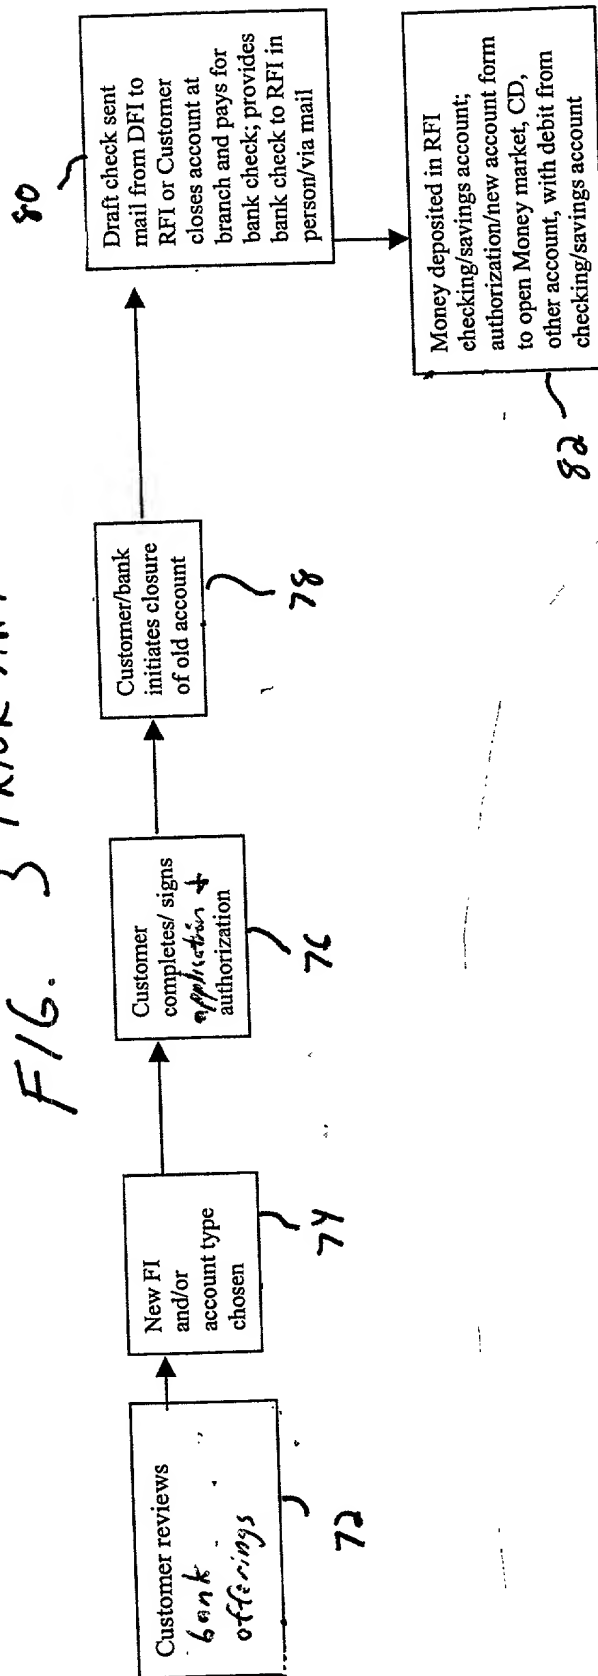 FIG. 3 PRIOR ART
Customer reviews
bank
offerings
72
New FI
and/or
account type
chosen
74
Customer
completes/ signs
application +
authorization
76
Customer/bank
initiates closure
of old account
78
80
Draft check sent
mail from DFI to
RFI or Customer
closes account at
branch and pays for
bank check; provides
bank check to RFI in
person/via mail
Money deposited in RFI
checking/savings account;
authorization/new account form
to open Money market, CD,
other account, with debit from
checking/savings account
82